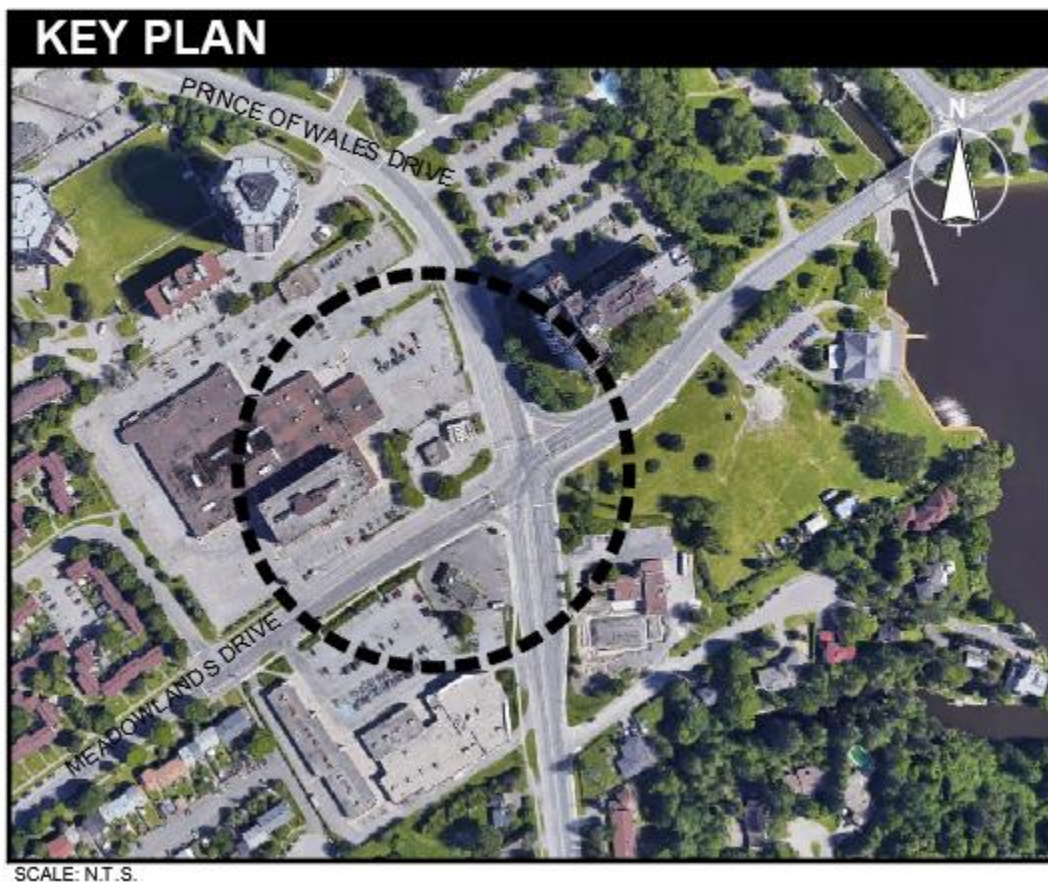 KEY PLAN
PRINCE OF WALES DRIVE
N
MEADOWLANDS DRIVE
SCALE: N.T.S.